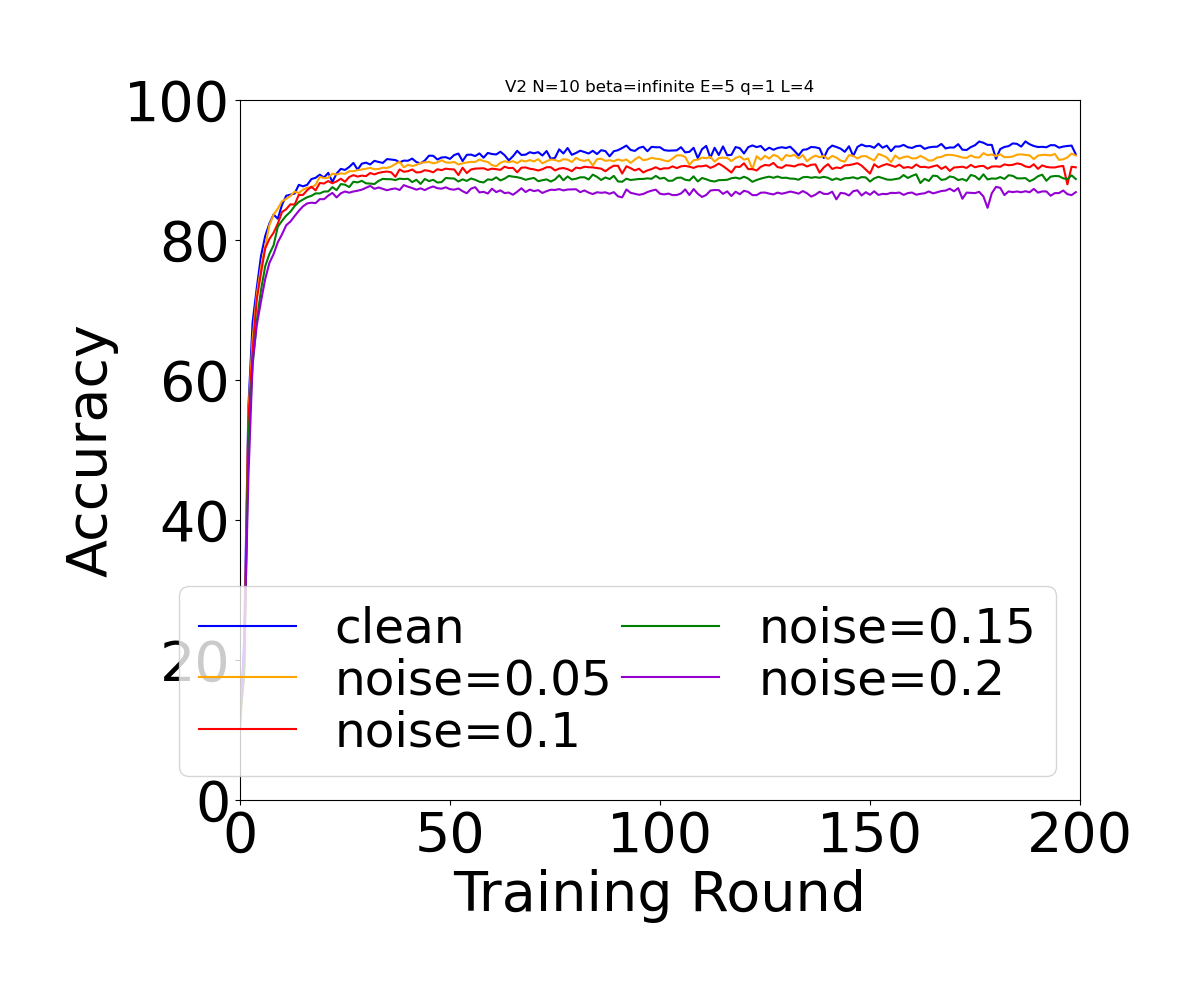 V2 N=10 beta=infinite E=5 q=1 L=4
100
80
60
40
20
0
Accuracy
clean
noise=0.05
noise=0.1
noise=0.15
noise=0.2
0 50 100 150 200
Training Round